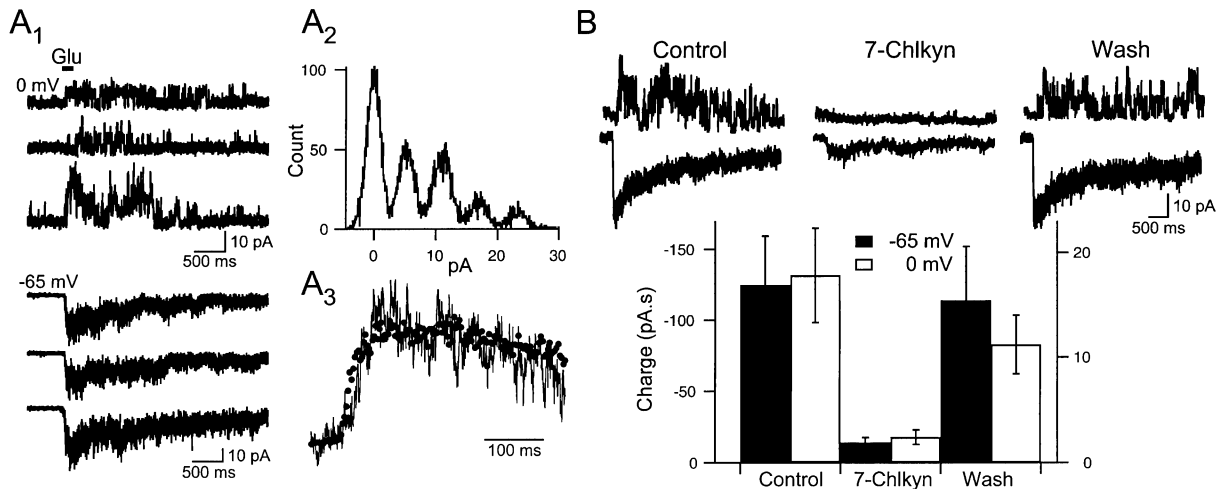 A1
Glu
0 mV
10 pA
500 ms
-65 mV
10 pA
500 ms
A2
100
50
0
Count
0
10
20
30
pA
A3
100 ms
B
Control
7-Chlkyn
Wash
10 pA
500 ms
-65 mV
0 mV
Charge (pA.s)
-150
-100
-50
0
20
10
0
Control
7-Chlkyn
Wash